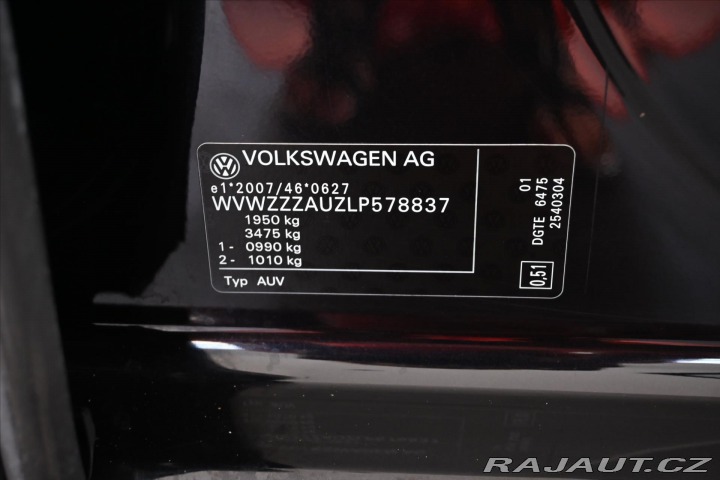 VOLKSWAGEN AG
e1*2007/46*0627
WVWZZZAUZLP578837
1950 kg
3475 kg
1- 0990 kg
2- 1010 kg
Typ AUV
01
DGTE 6475
2540304
0,51
RAJAUT.CZ